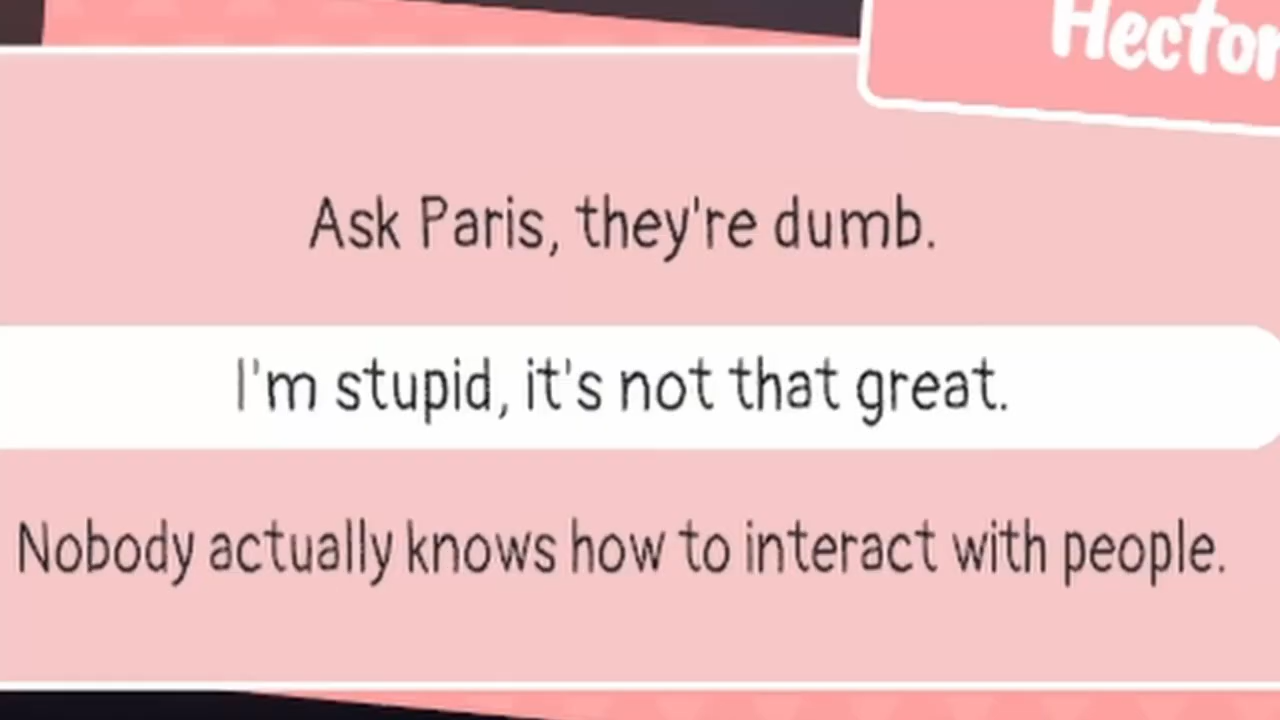 Hector
Ask Paris, they're dumb.
I'm stupid, it's not that great.
Nobody actually knows how to interact with people.